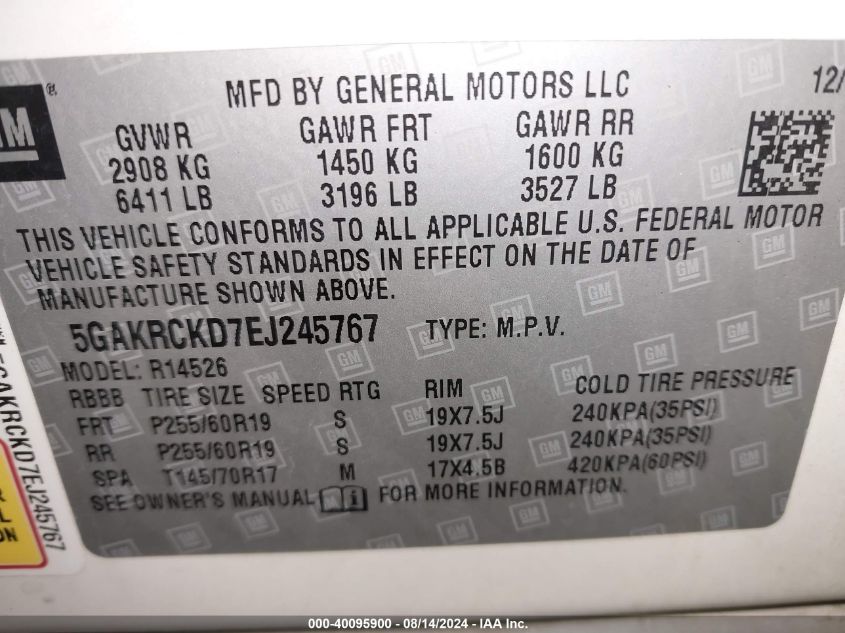 GM ®
MFD BY GENERAL MOTORS LLC 12/
GVWR GAWR FRT GAWR RR
2908 KG 1450 KG 1600 KG
6411 LB 3196 LB 3527 LB
THIS VEHICLE CONFORMS TO ALL APPLICABLE U.S. FEDERAL MOTOR
VEHICLE SAFETY STANDARDS IN EFFECT ON THE DATE OF
MANUFACTURE SHOWN ABOVE.
5GAKRCKD7EJ245767 TYPE: M.P.V.
MODEL: R14526
RBBB TIRE SIZE SPEED RTG RIM COLD TIRE PRESSURE
FRT P255/60R19 S 19X7.5J 240KPA(35PSI)
RR P255/60R19 S 19X7.5J 240KPA(35PSI)
SPA T145/70R17 M 17X4.5B 420KPA(60PSI)
SEE OWNER'S MANUAL FOR MORE INFORMATION.
5GAKRCKD7EJ245767
000-40095900 - 08/14/2024 - IAA Inc.